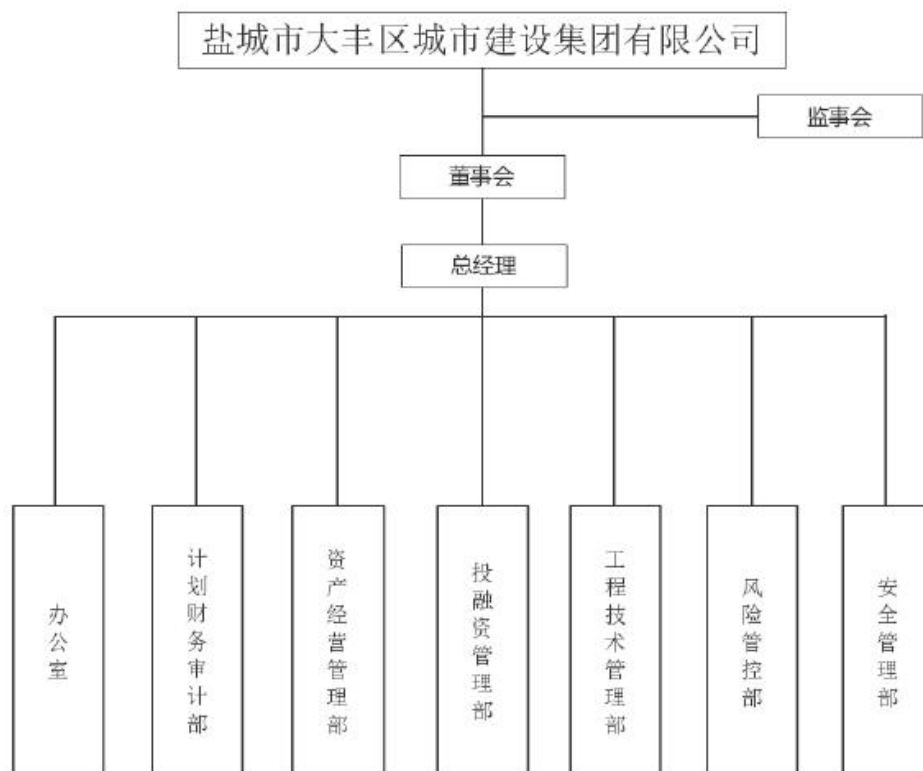 盐城市大丰区城市建设集团有限公司
监事会
董事会
总经理
办公室
计划财务审计部
资产经营管理部
投融资管理部
工程技术管理部
风险管控部
安全管理部